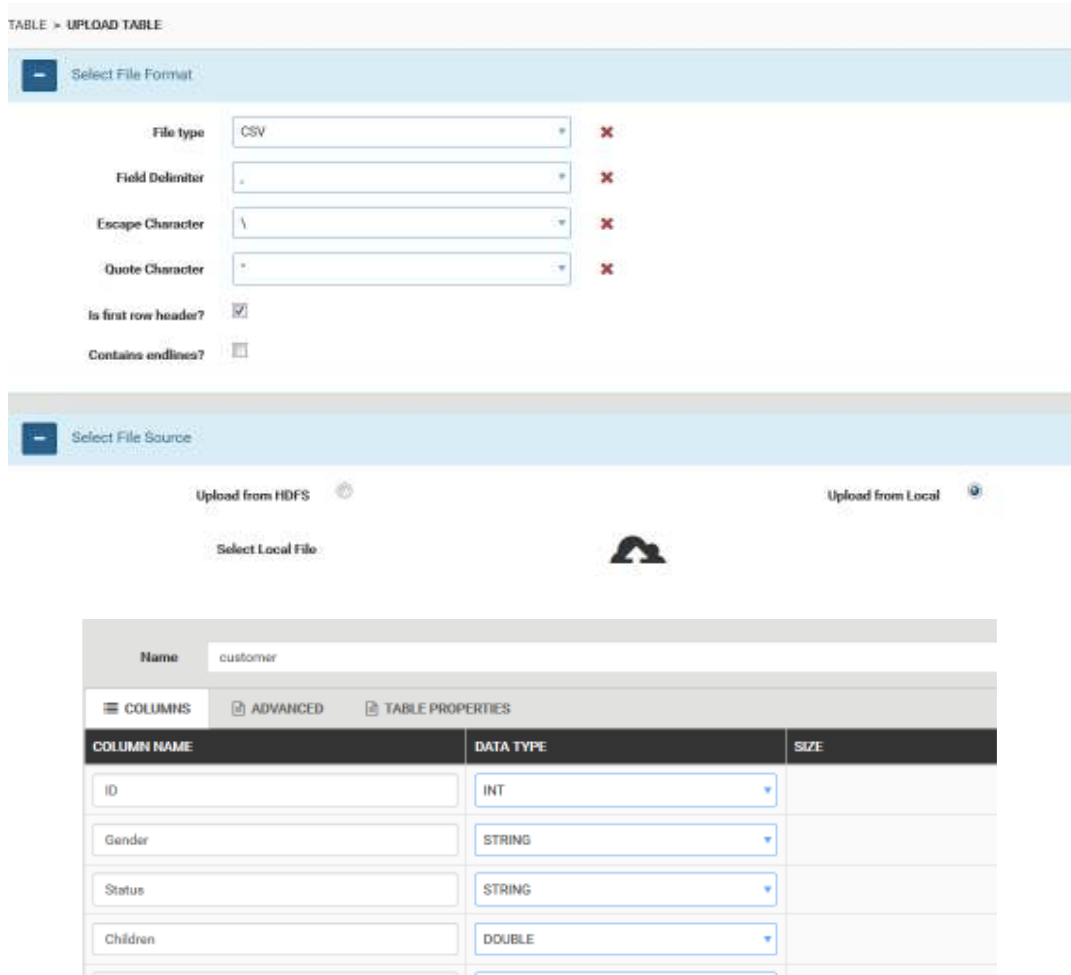 TABLE > UPLOAD TABLE
Select File Format
File type CSV
Field Delimiter ,
Escape Character \
Quote Character "
Is first row header?
Contains endlines?
Select File Source
Upload from HDFS Upload from Local
Select Local File
Name customer
COLUMNS ADVANCED TABLE PROPERTIES
COLUMN NAME DATA TYPE SIZE
ID INT
Gender STRING
Status STRING
Children DOUBLE